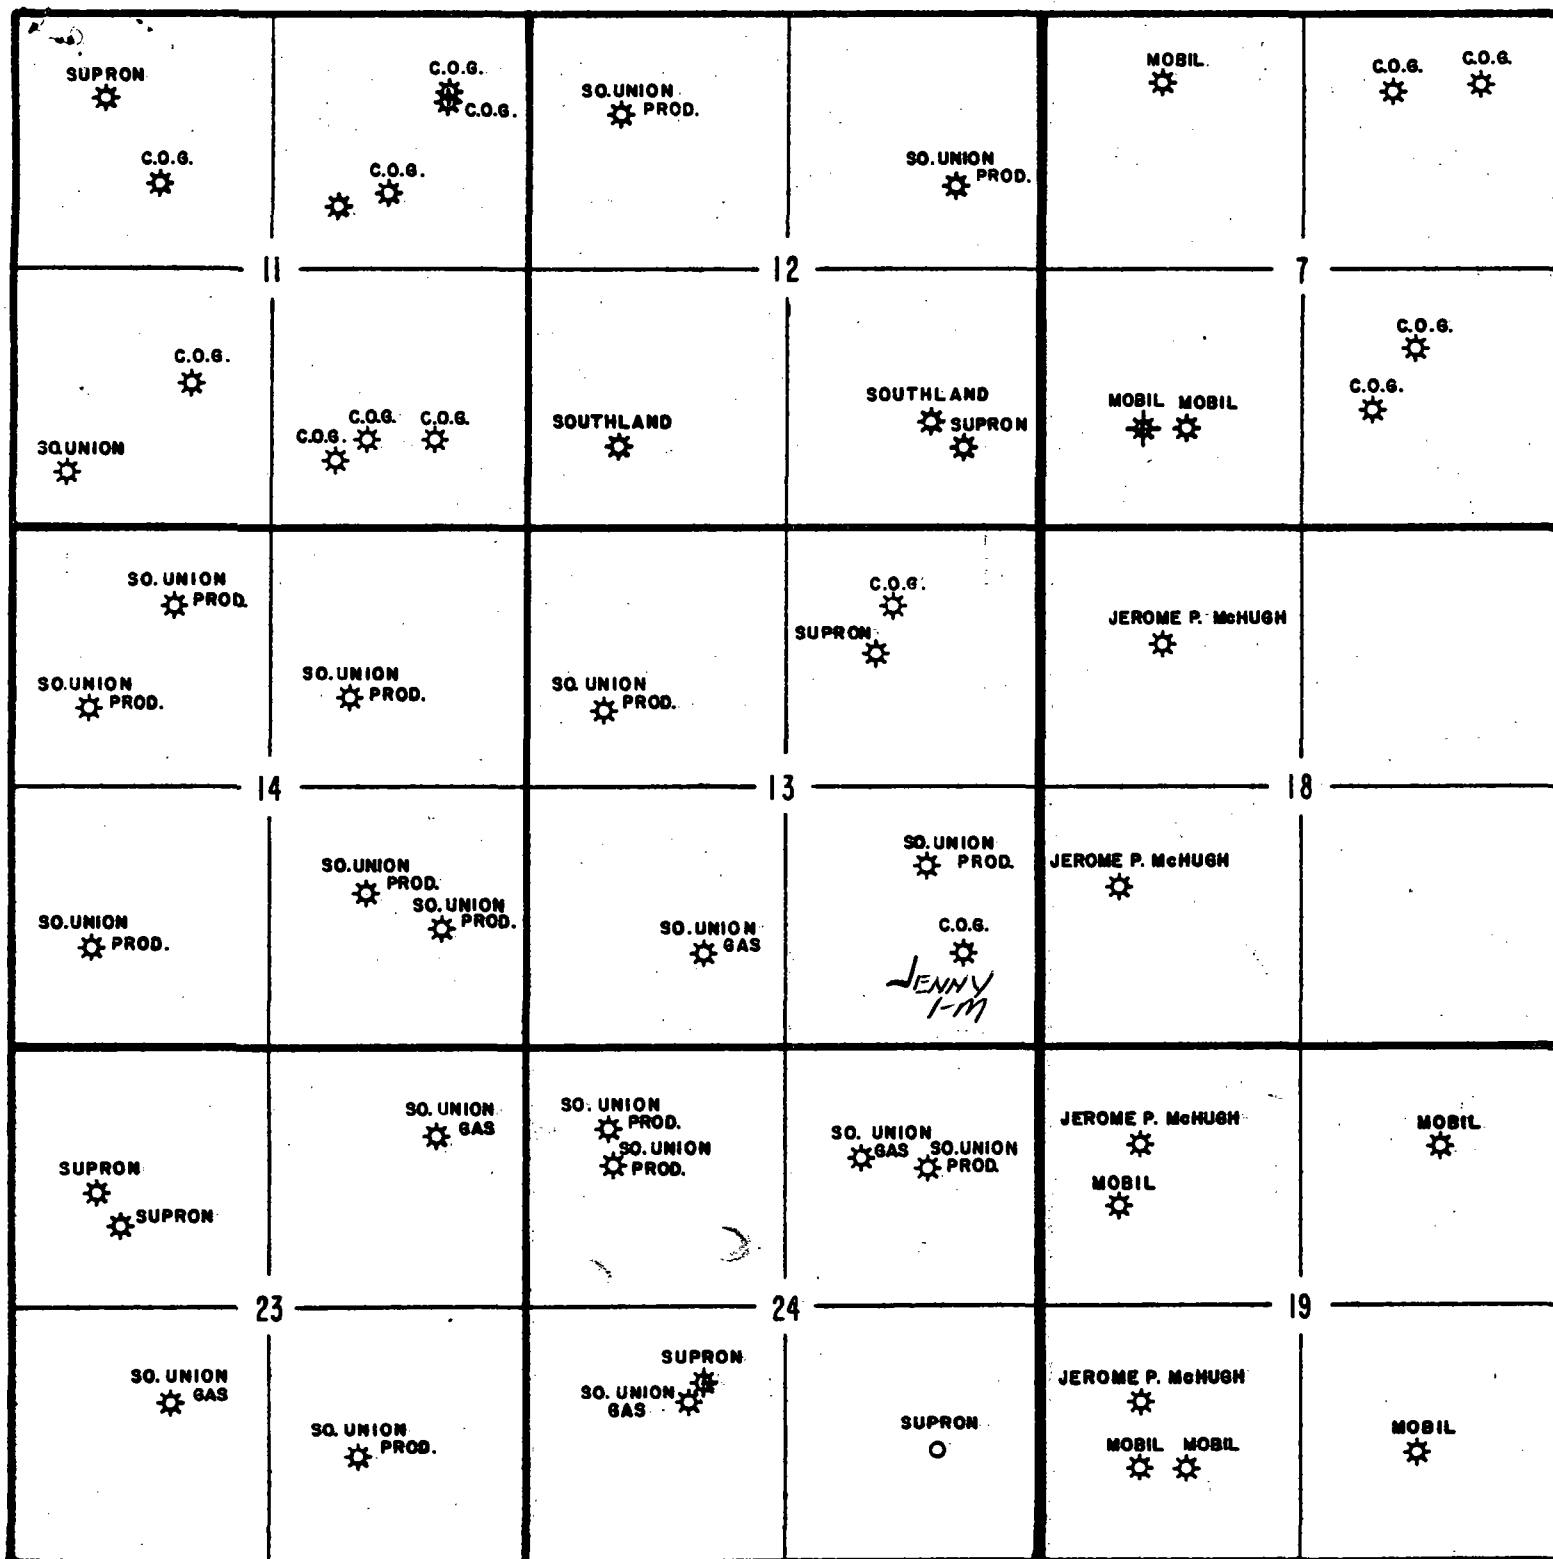 SUPRON
C.O.G.
C.O.G.
C.O.G.
C.O.G.
SO. UNION
PROD.
SO. UNION
PROD.
MOBIL
C.O.G.
C.O.G.
11
12
7
C.O.G.
SO. UNION
C.O.G.
C.O.G.
C.O.G.
SOUTHLAND
SOUTHLAND
SUPRON
MOBIL
MOBIL
C.O.G.
C.O.G.
SO. UNION
PROD.
SO. UNION
PROD.
SO. UNION
PROD.
SO. UNION
PROD.
C.O.G.
SUPRON
JEROME P. McHUGH
14
13
18
SO. UNION
PROD.
SO. UNION
PROD.
SO. UNION
PROD.
SO. UNION
GAS
SO. UNION
PROD.
C.O.G.
JENNY
1-M
JEROME P. McHUGH
SUPRON
SUPRON
SO. UNION
GAS
SO. UNION
PROD.
SO. UNION
PROD.
SO. UNION
GAS
SO. UNION
PROD.
JEROME P. McHUGH
MOBIL
MOBIL
23
24
19
SO. UNION
GAS
SO. UNION
PROD.
SUPRON
SO. UNION
GAS
SUPRON
JEROME P. McHUGH
MOBIL
MOBIL
MOBIL